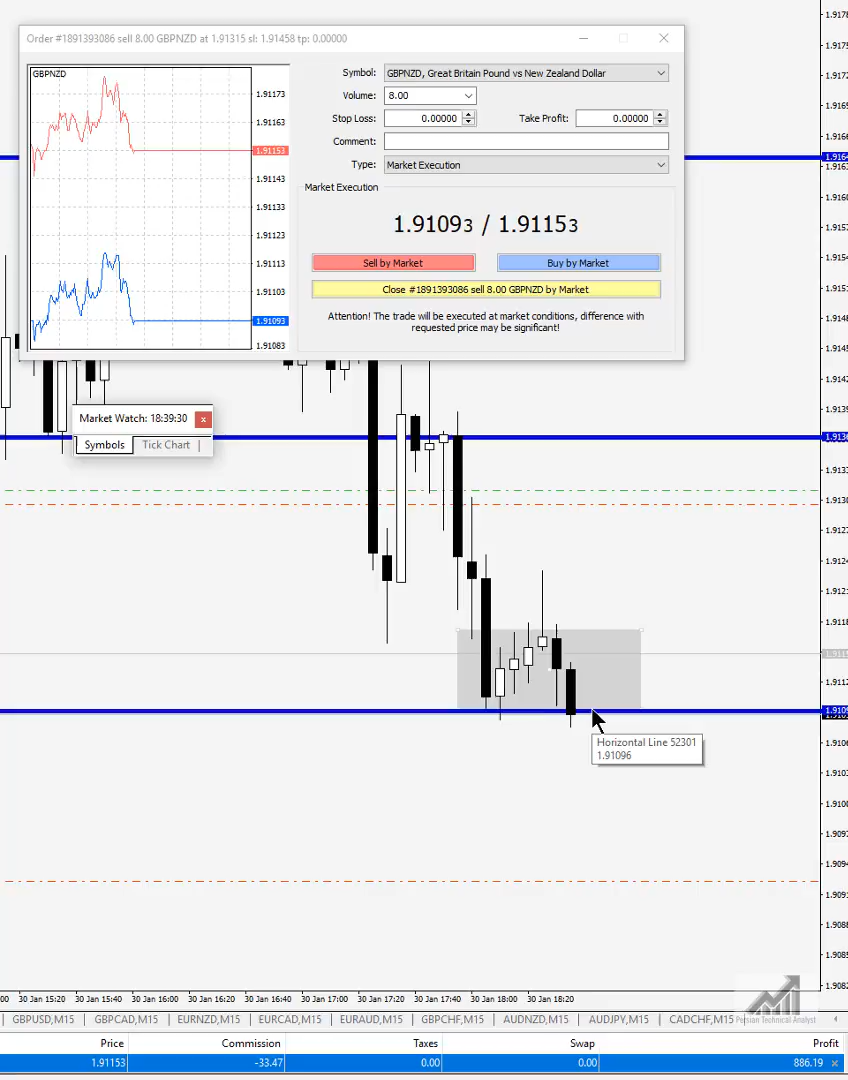 Order #1891393086 sell 8.00 GBPNZD at 1.91315 sl: 1.91458 tp: 0.00000
GBPNZD
1.91173
1.91163
1.91153
1.91143
1.91133
1.91123
1.91113
1.91103
1.91093
1.91083
Symbol: GBPNZD, Great Britain Pound vs New Zealand Dollar
Volume: 8.00
Stop Loss: 0.00000 Take Profit: 0.00000
Comment:
Type: Market Execution
Market Execution
1.91093 / 1.91153
Sell by Market Buy by Market
Close #1891393086 sell 8.00 GBPNZD by Market
Attention! The trade will be executed at market conditions, difference with
requested price may be significant!
Market Watch: 18:39:30 x
Symbols Tick Chart
Horizontal Line 52301
1.91096
30 Jan 15:20 30 Jan 15:40 30 Jan 16:00 30 Jan 16:20 30 Jan 16:40 30 Jan 17:00 30 Jan 17:20 30 Jan 17:40 30 Jan 18:00 30 Jan 18:20
Persian Technical Analyst
GBPUSD,M15 GBPCAD,M15 EURNZD,M15 EURCAD,M15 EURAUD,M15 GBPCHF,M15 AUDNZD,M15 AUDJPY,M15 CADCHF,M15
Price Commission Taxes Swap Profit
1.91153 -33.47 0.00 0.00 886.19